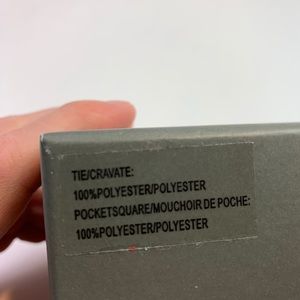 TIE/CRAVATE:
100%POLYESTER/POLYESTER
POCKETSQUARE/MOUCHOIR DE POCHE:
100%POLYESTER/POLYESTER